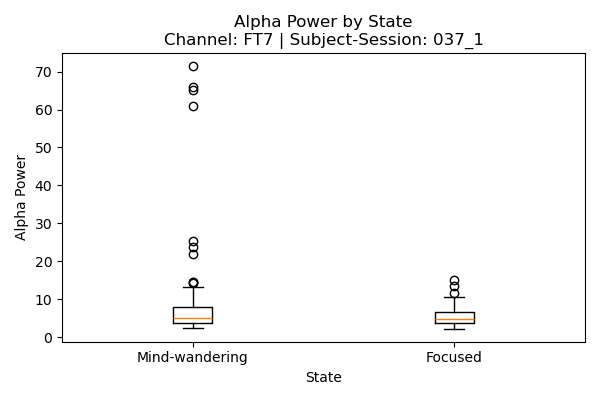 Alpha Power by State
Channel: FT7 | Subject-Session: 037_1
70
60
50
40
30
20
10
0
Alpha Power
Mind-wandering
Focused
State